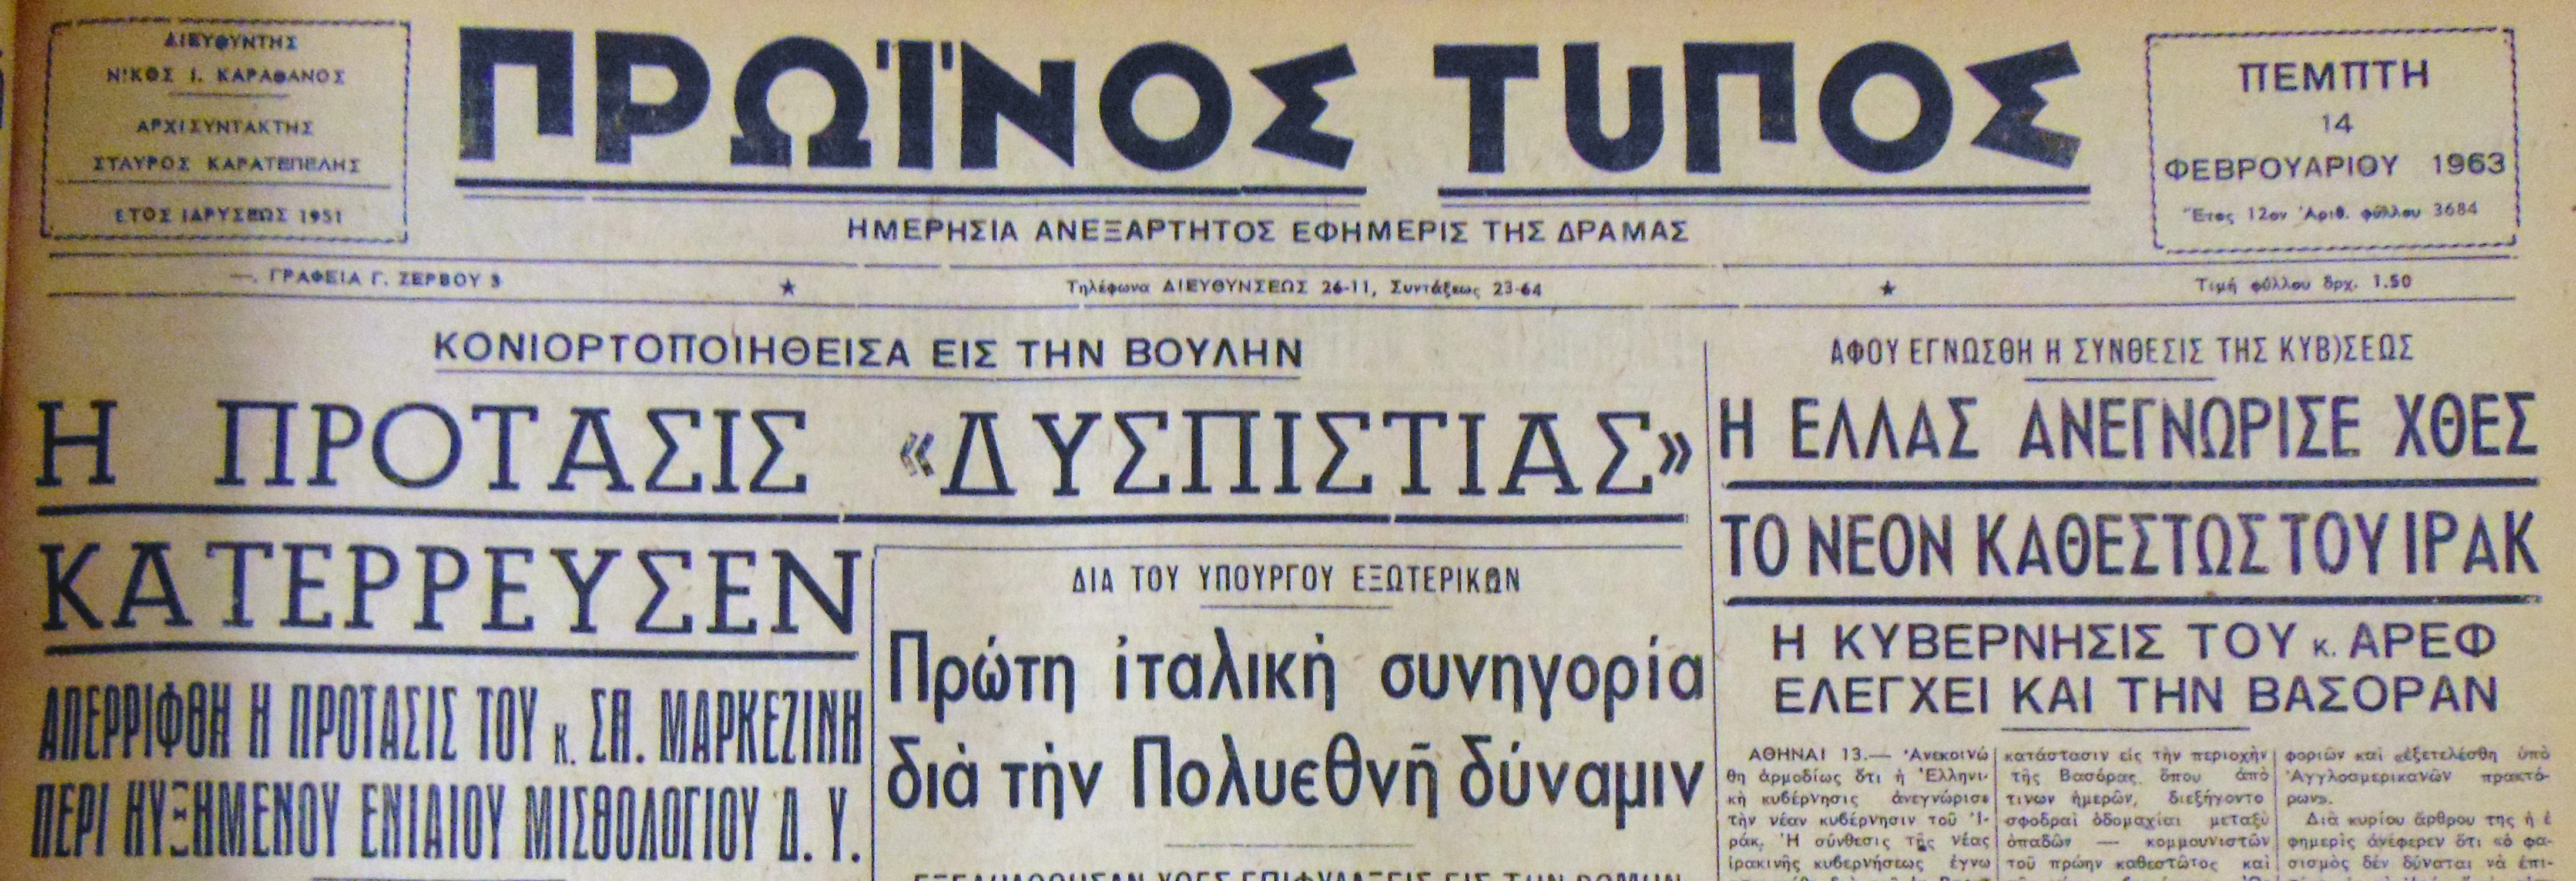 ΔΙΕΥΘΥΝΤΗΣ
ΝΙΚΟΣ Ι. ΚΑΡΑΘΑΝΟΣ
ΑΡΧΙΣΥΝΤΑΚΤΗΣ
ΣΤΑΥΡΟΣ ΚΑΡΑΤΕΠΕΛΗΣ
ΕΤΟΣ ΙΔΡΥΣΕΩΣ 1951
ΠΡΩΪΝΟΣ ΤΥΠΟΣ
ΗΜΕΡΗΣΙΑ ΑΝΕΞΑΡΤΗΤΟΣ ΕΦΗΜΕΡΙΣ ΤΗΣ ΔΡΑΜΑΣ
ΠΕΜΠΤΗ
14
ΦΕΒΡΟΥΑΡΙΟΥ 1963
Ἔτος 12ον Ἀριθ. φύλλου 3684
—. ΓΡΑΦΕΙΑ Γ. ΖΕΡΒΟΥ 3 ★ Τηλέφωνα ΔΙΕΥΘΥΝΣΕΩΣ 26-11, Συντάξεως 23-64 ★ Τιμή φύλλου δρχ. 1.50
ΚΟΝΙΟΡΤΟΠΟΙΗΘΕΙΣΑ ΕΙΣ ΤΗΝ ΒΟΥΛΗΝ
Η ΠΡΟΤΑΣΙΣ «ΔΥΣΠΙΣΤΙΑΣ»
ΚΑΤΕΡΡΕΥΣΕΝ
ΑΠΕΡΡΙΦΘΗ Η ΠΡΟΤΑΣΙΣ ΤΟΥ κ. ΣΠ. ΜΑΡΚΕΖΙΝΗ
ΠΕΡΙ ΗΥΞΗΜΕΝΟΥ ΕΝΙΑΙΟΥ ΜΙΣΘΟΛΟΓΙΟΥ Δ. Υ.
ΔΙΑ ΤΟΥ ΥΠΟΥΡΓΟΥ ΕΞΩΤΕΡΙΚΩΝ
Πρώτη ἰταλικὴ συνηγορία
διὰ τὴν Πολυεθνῆ δύναμιν
ΑΦΟΥ ΕΓΝΩΣΘΗ Η ΣΥΝΘΕΣΙΣ ΤΗΣ ΚΥΒ)ΣΕΩΣ
Η ΕΛΛΑΣ ΑΝΕΓΝΩΡΙΣΕ ΧΘΕΣ
ΤΟ ΝΕΟΝ ΚΑΘΕΣΤΩΣ ΤΟΥ ΙΡΑΚ
Η ΚΥΒΕΡΝΗΣΙΣ ΤΟΥ κ. ΑΡΕΦ
ΕΛΕΓΧΕΙ ΚΑΙ ΤΗΝ ΒΑΣΟΡΑΝ
ΑΘΗΝΑΙ 13.— Ἀνεκοινώ
θη ἁρμοδίως ὅτι ἡ Ἑλληνι-
κὴ κυβέρνησις ἀνεγνώρισε
τὴν νέαν κυβέρνησιν τοῦ Ἰ-
ράκ. Ἡ σύνθεσις τῆς νέας
ἰρακινῆς κυβερνήσεως ἔγνω
κατάστασιν εἰς τὴν περιοχὴν
τῆς Βασόρας, ὅπου ἀπό
τινων ἡμερῶν, διεξήγοντο
σφοδραὶ ὁδομαχίαι μεταξὺ
ὀπαδῶν — κομμουνιστῶν
τοῦ πρώην καθεστῶτος καὶ
φοριῶν καὶ «ἐξετελέσθη ὑπὸ
Ἀγγλοαμερικανῶν πρακτό-
ρων».
Διὰ κυρίου ἄρθρου της ἡ ἐ
φημερὶς ἀνέφερεν ὅτι «ὁ φα-
σισμὸς δὲν δύναται νὰ ἐπι-